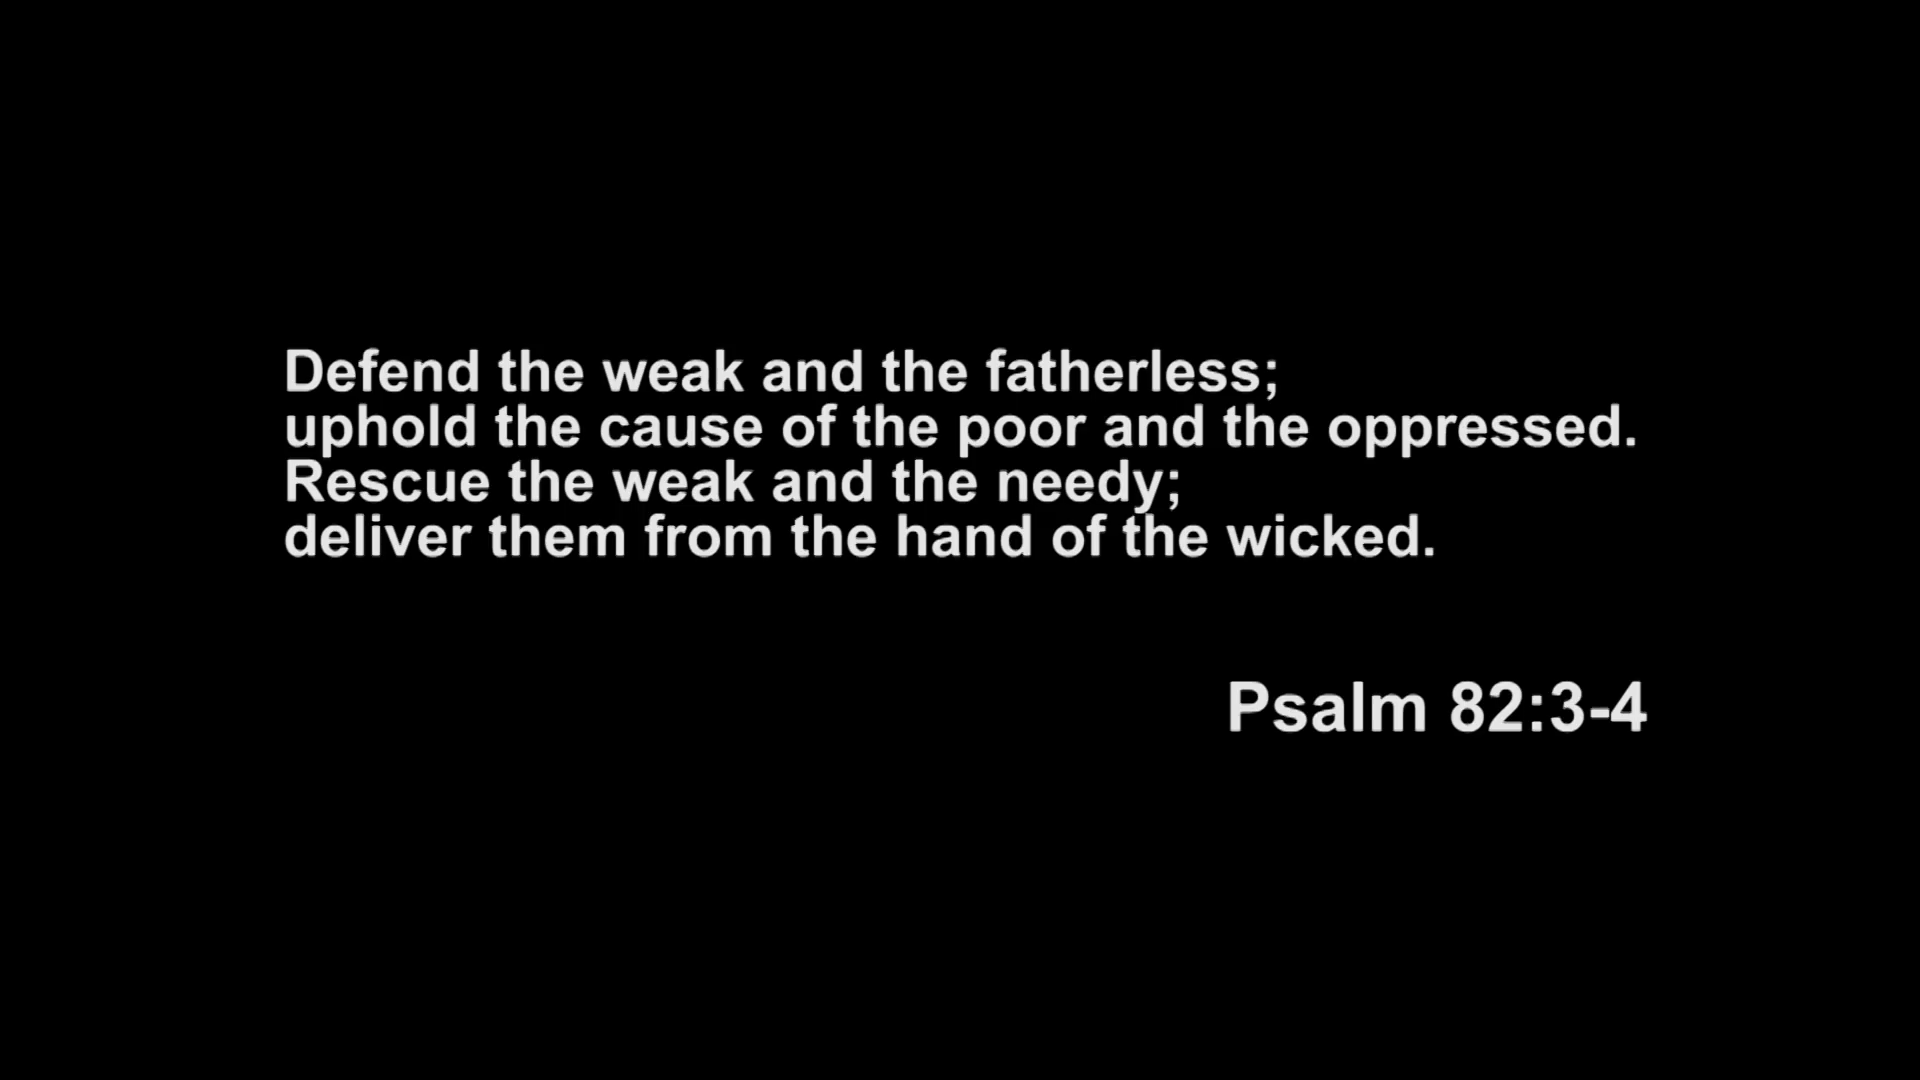 Defend the weak and the fatherless;
uphold the cause of the poor and the oppressed.
Rescue the weak and the needy;
deliver them from the hand of the wicked.
Psalm 82:3-4